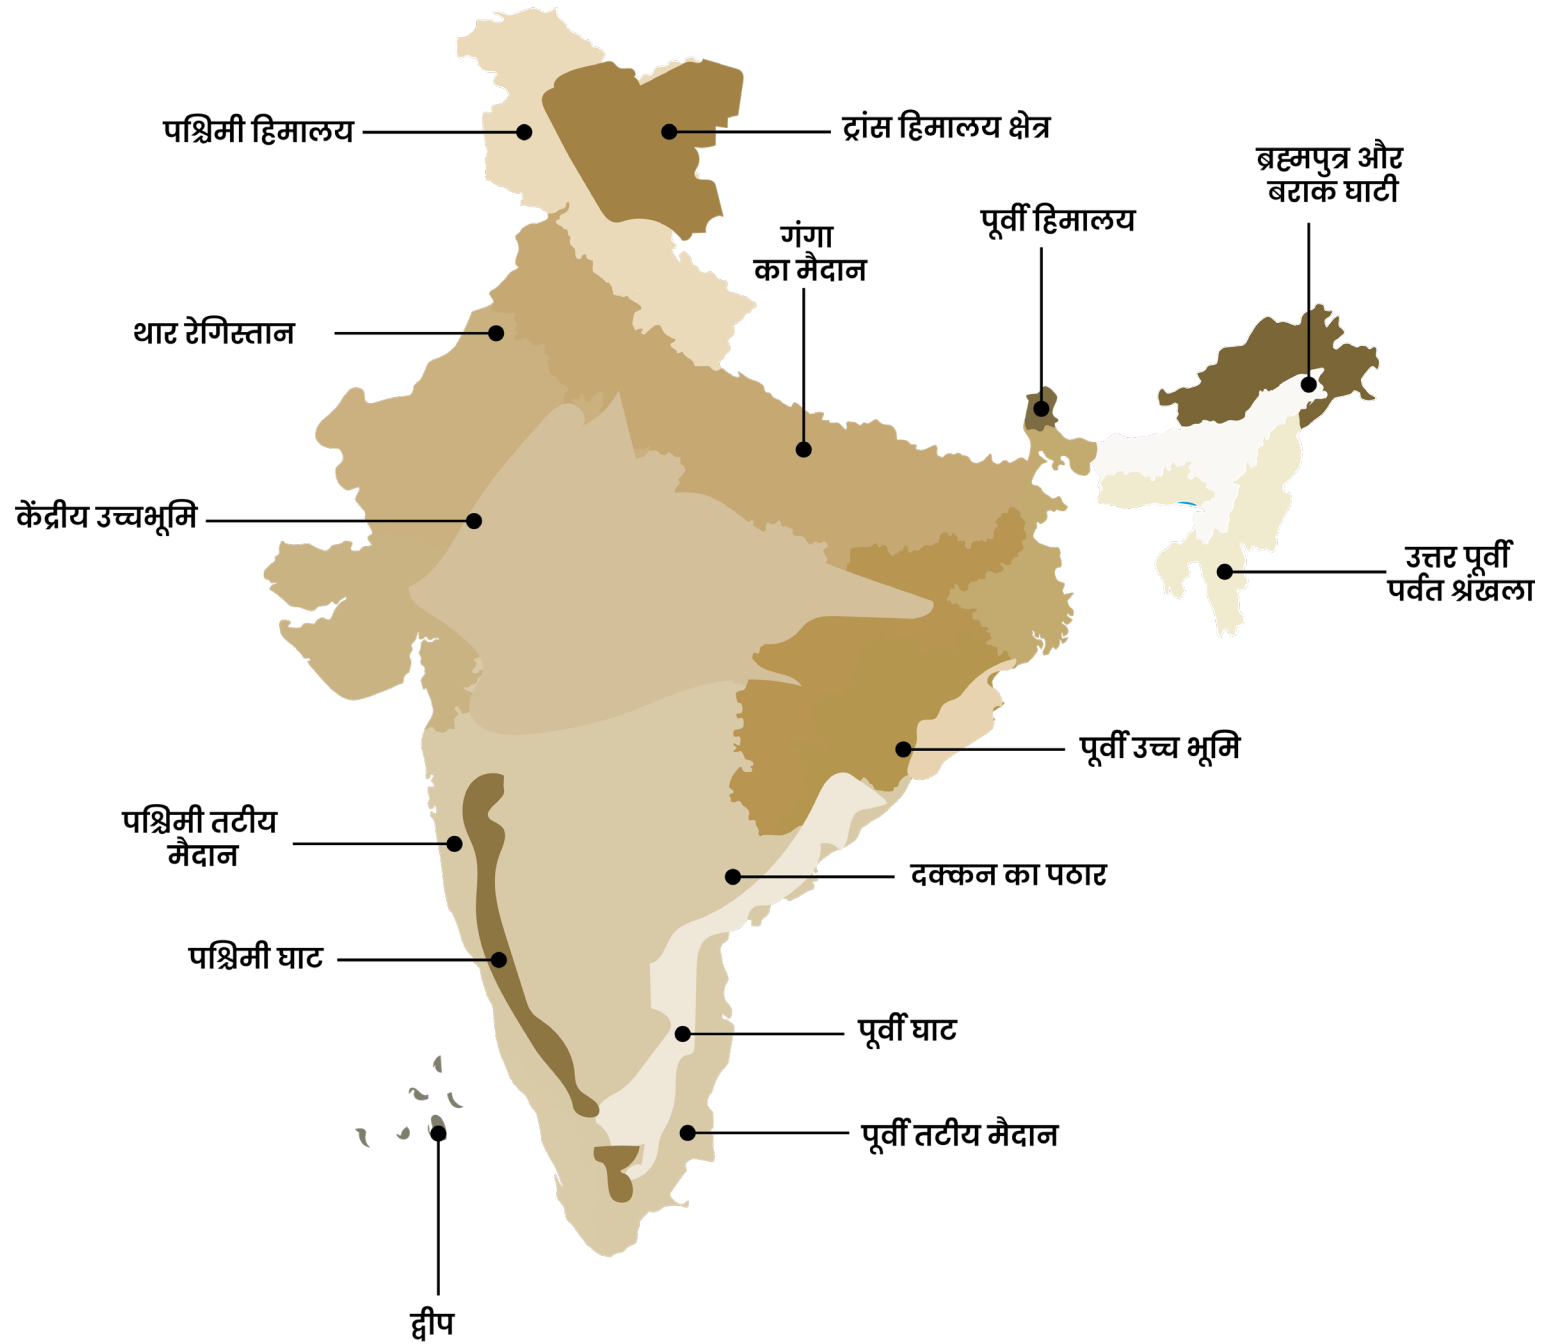 पश्चिमी हिमालय
ट्रांस हिमालय क्षेत्र
ब्रह्मपुत्र और
बराक घाटी
पूर्वी हिमालय
गंगा
का मैदान
थार रेगिस्तान
केंद्रीय उच्चभूमि
उत्तर पूर्वी
पर्वत श्रंखला
पूर्वी उच्च भूमि
पश्चिमी तटीय
मैदान
दक्कन का पठार
पश्चिमी घाट
पूर्वी घाट
पूर्वी तटीय मैदान
द्वीप